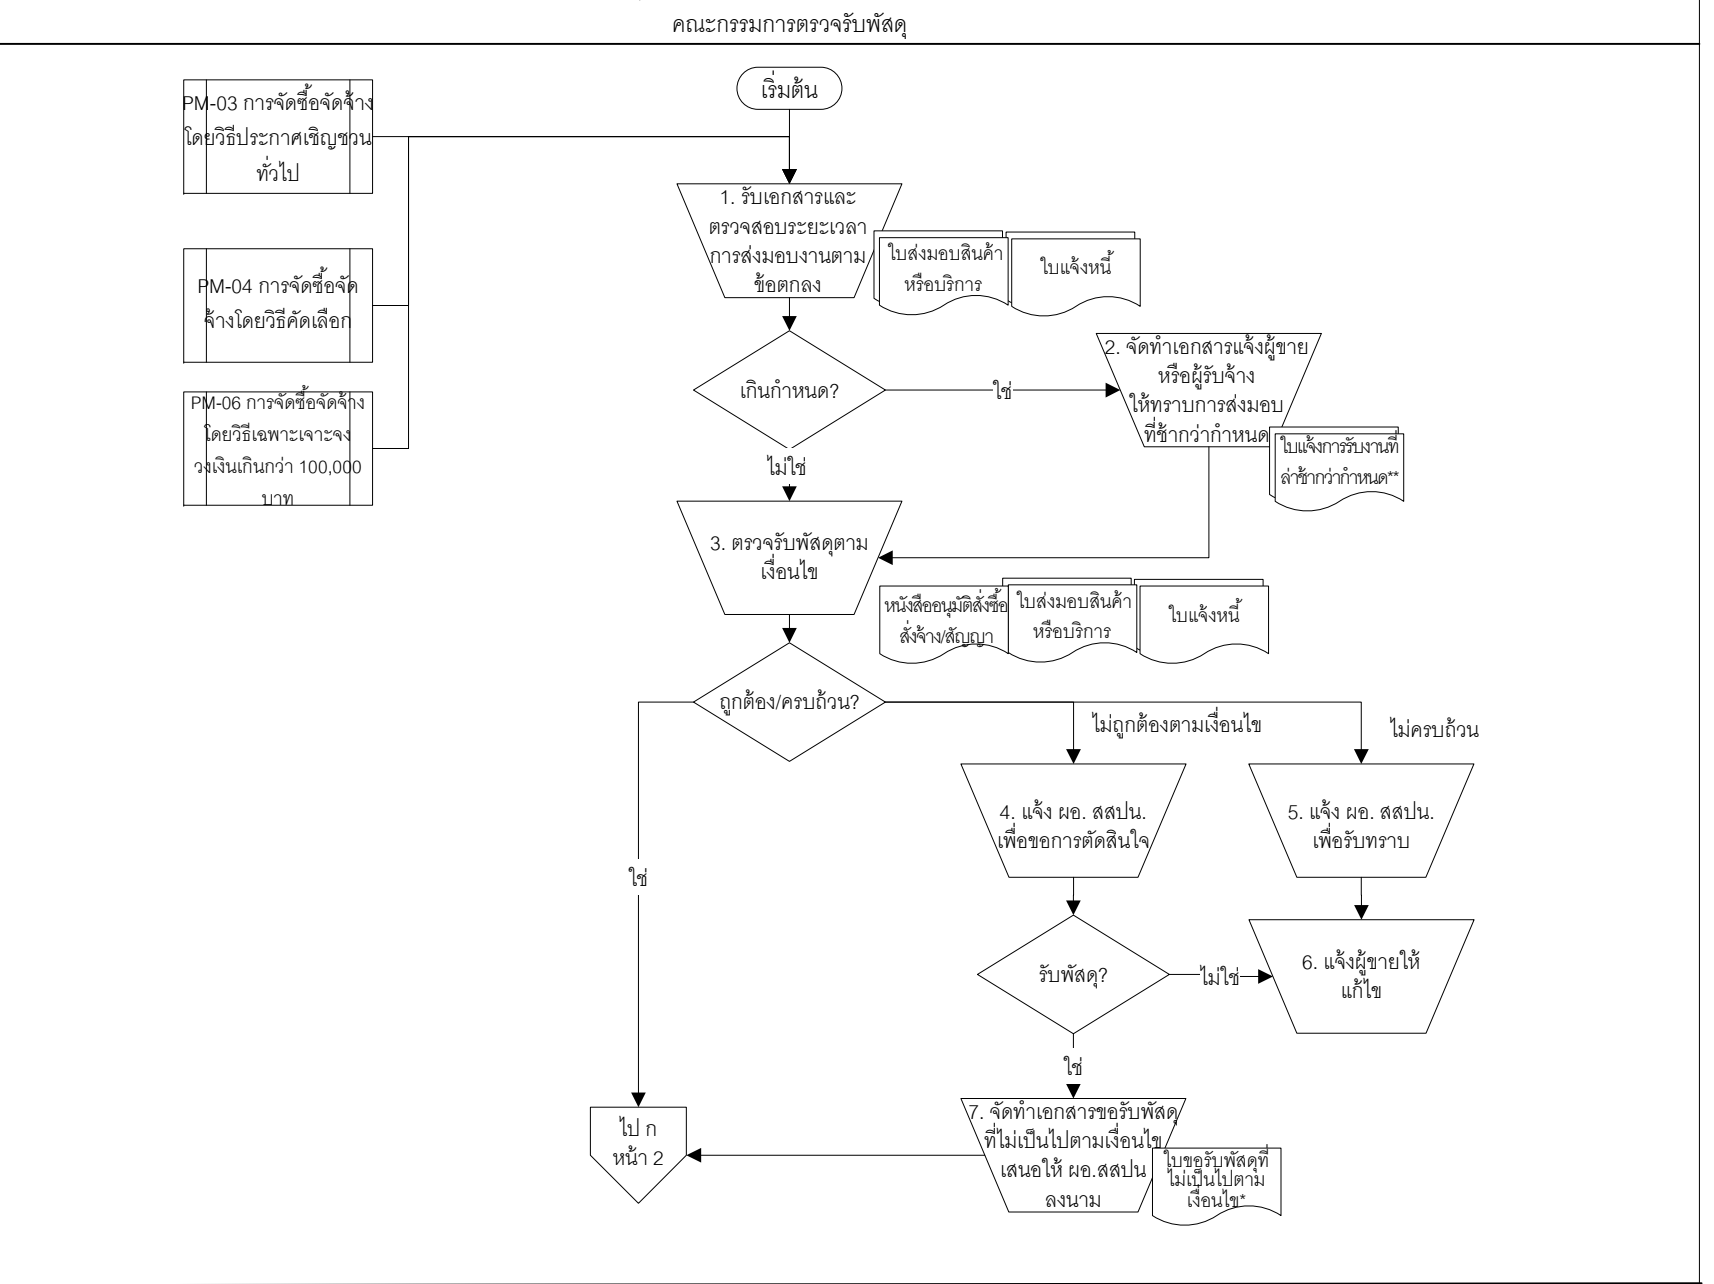 คณะกรรมการตรวจรับพัสดุ
เริ่มต้น
PM-03 การจัดซื้อจัดจ้าง
โดยวิธีประกาศเชิญชวน
ทั่วไป
1. รับเอกสารและ
ตรวจสอบระยะเวลา
การส่งมอบงานตาม
ข้อตกลง
ใบส่งมอบสินค้า
หรือบริการ
ใบแจ้งหนี้
PM-04 การจัดซื้อจัด
จ้างโดยวิธีคัดเลือก
เกินกำหนด?
ใช่
2. จัดทำเอกสารแจ้งผู้ขาย
หรือผู้รับจ้าง
ให้ทราบการส่งมอบ
ที่ช้ากว่ากำหนด
ใบแจ้งการรับงานที่
ล่าช้ากว่ากำหนด**
PM-06 การจัดซื้อจัดจ้าง
โดยวิธีเฉพาะเจาะจง
วงเงินเกินกว่า 100,000
บาท
ไม่ใช่
3. ตรวจรับพัสดุตาม
เงื่อนไข
หนังสืออนุมัติสั่งซื้อ
สั่งจ้าง/สัญญา
ใบส่งมอบสินค้า
หรือบริการ
ใบแจ้งหนี้
ถูกต้อง/ครบถ้วน?
ไม่ถูกต้องตามเงื่อนไข
ไม่ครบถ้วน
4. แจ้ง ผอ. สสปน.
เพื่อขอการตัดสินใจ
5. แจ้ง ผอ. สสปน.
เพื่อรับทราบ
ใช่
รับพัสดุ?
ไม่ใช่
6. แจ้งผู้ขายให้
แก้ไข
ใช่
ไป ก
หน้า 2
7. จัดทำเอกสารขอรับพัสดุ
ที่ไม่เป็นไปตามเงื่อนไข
เสนอให้ ผอ.สสปน
ลงนาม
ใบขอรับพัสดุที่
ไม่เป็นไปตาม
เงื่อนไข*